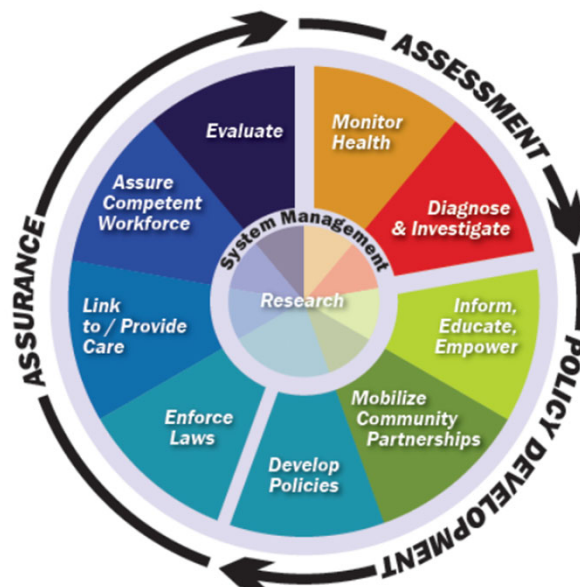 ASSESSMENT
Monitor
Health
Diagnose
& Investigate
POLICY DEVELOPMENT
Inform,
Educate,
Empower
Mobilize
Community
Partnerships
Develop
Policies
ASSURANCE
Enforce
Laws
Link
to / Provide
Care
Assure
Competent
Workforce
Evaluate
System Management
Research